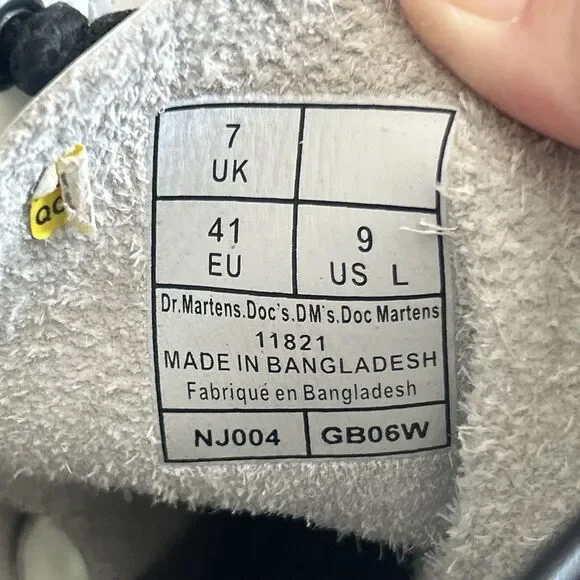 7
UK
41
EU
9
US L
Dr.Martens.Doc's.DM's.Doc Martens
11821
MADE IN BANGLADESH
Fabriqué en Bangladesh
NJ004
GB06W
QC